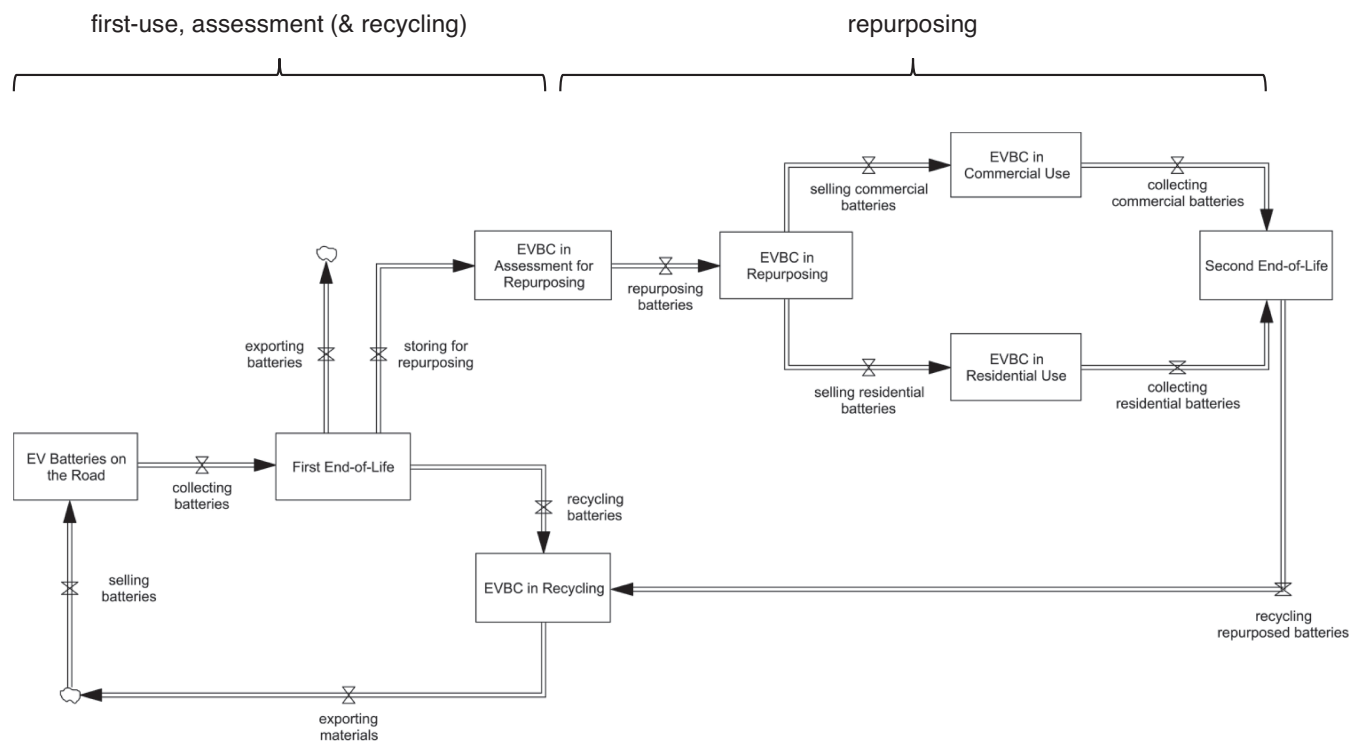 first-use, assessment (& recycling)
repurposing
EVBC in
Commercial Use
selling commercial
batteries
collecting
commercial batteries
EVBC in
Assessment for
Repurposing
repurposing
batteries
EVBC in
Repurposing
Second End-of-Life
exporting
batteries
storing for
repurposing
EVBC in
Residential Use
selling residential
batteries
collecting
residential batteries
EV Batteries on
the Road
collecting
batteries
First End-of-Life
recycling
batteries
selling
batteries
EVBC in Recycling
recycling
repurposed batteries
exporting
materials